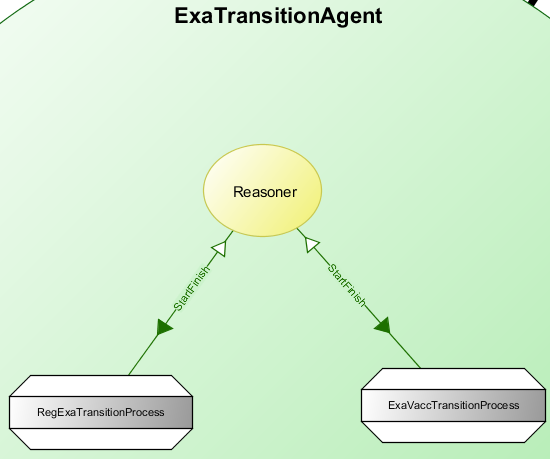 ExaTransitionAgent
Reasoner
StartFinish
StartFinish
RegExaTransitionProcess
ExaVaccTransitionProcess